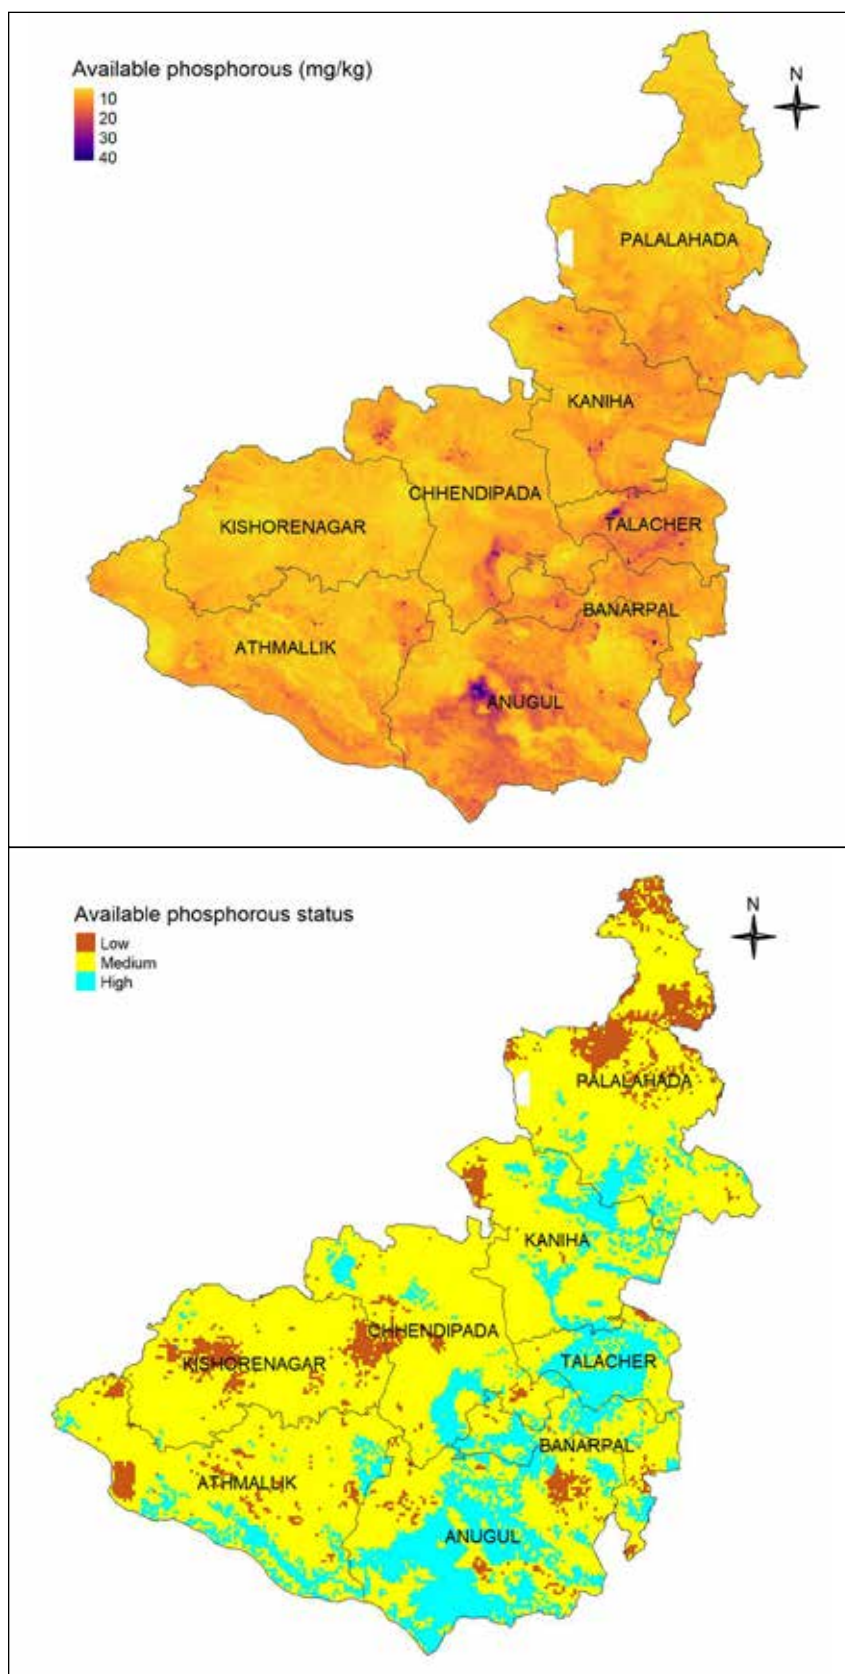 Available phosphorous (mg/kg)
10
20
30
40
N
PALALAHADA
KANIHA
CHHENDIPADA
KISHORENAGAR
TALACHER
BANARPAL
ATHMALLIK
ANUGUL
Available phosphorous status
Low
Medium
High
N
PALALAHADA
KANIHA
CHHENDIPADA
TALACHER
KISHORENAGAR
BANARPAL
ATHMALLIK
ANUGUL